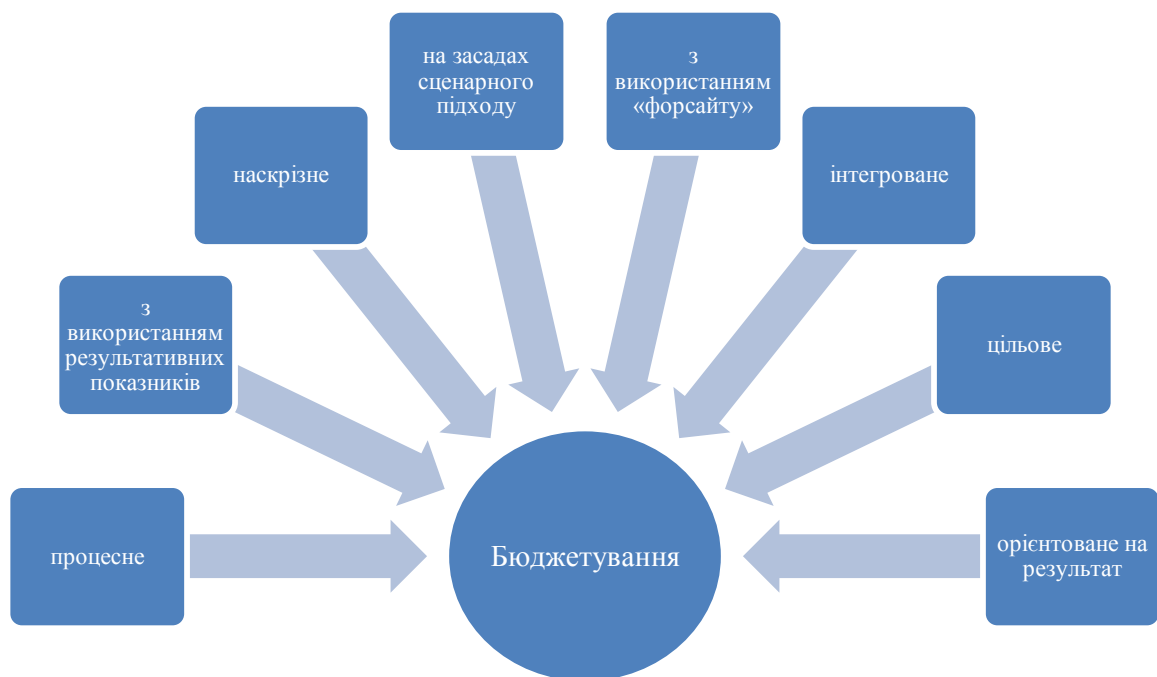 на засадах
сценарного
підходу
з
використанням
«форсайту»
наскрізне
інтегроване
з
використанням
результативних
показників
цільове
процесне
Бюджетування
орієнтоване на
результат